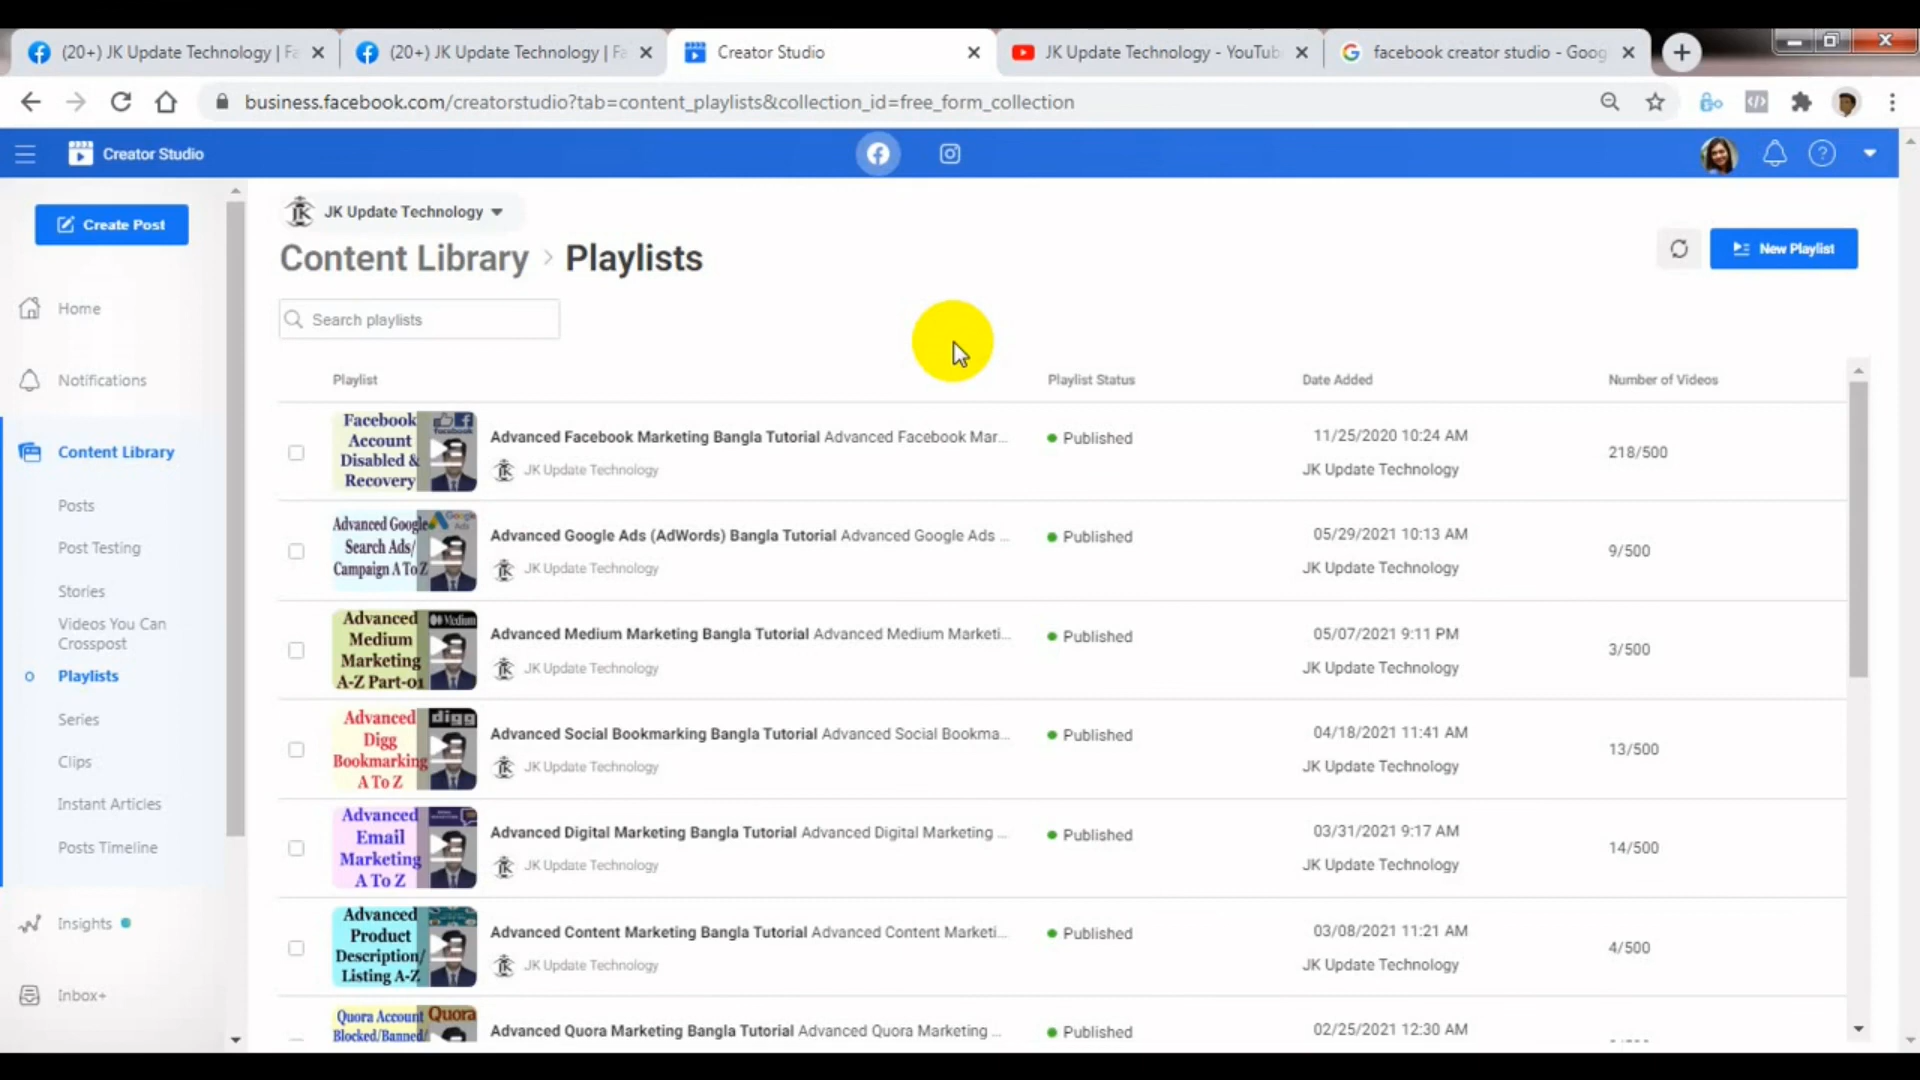 (20+) JK Update Technology | Fa
(20+) JK Update Technology | Fa
Creator Studio
JK Update Technology - YouTub
facebook creator studio - Goog
business.facebook.com/creatorstudio?tab=content_playlists&collection_id=free_form_collection
Creator Studio
Create Post
Home
Notifications
Content Library
Posts
Post Testing
Stories
Videos You Can
Crosspost
Playlists
Series
Clips
Instant Articles
Posts Timeline
Insights
Inbox+
JK Update Technology
Content Library > Playlists
New Playlist
Search playlists
Playlist
Playlist Status
Date Added
Number of Videos
Facebook
Account
Disabled &
Recovery
facebook
Advanced Facebook Marketing Bangla Tutorial Advanced Facebook Mar...
JK Update Technology
Published
11/25/2020 10:24 AM
JK Update Technology
218/500
Advanced Google
Search Ads/
Campaign A To Z
Google
Ads
Advanced Google Ads (AdWords) Bangla Tutorial Advanced Google Ads ...
JK Update Technology
Published
05/29/2021 10:13 AM
JK Update Technology
9/500
Advanced
Medium
Marketing
A-Z Part-01
Medium
Advanced Medium Marketing Bangla Tutorial Advanced Medium Marketi...
JK Update Technology
Published
05/07/2021 9:11 PM
JK Update Technology
3/500
Advanced
Digg
Bookmarking
A To Z
digg
Advanced Social Bookmarking Bangla Tutorial Advanced Social Bookma...
JK Update Technology
Published
04/18/2021 11:41 AM
JK Update Technology
13/500
Advanced
Email
Marketing
A To Z
Advanced Digital Marketing Bangla Tutorial Advanced Digital Marketing ...
JK Update Technology
Published
03/31/2021 9:17 AM
JK Update Technology
14/500
Advanced
Product
Description/
Listing A-Z
Advanced Content Marketing Bangla Tutorial Advanced Content Marketi...
JK Update Technology
Published
03/08/2021 11:21 AM
JK Update Technology
4/500
Quora Account
Blocked/Banned/
Quora
Advanced Quora Marketing Bangla Tutorial Advanced Quora Marketing ...
Published
02/25/2021 12:30 AM